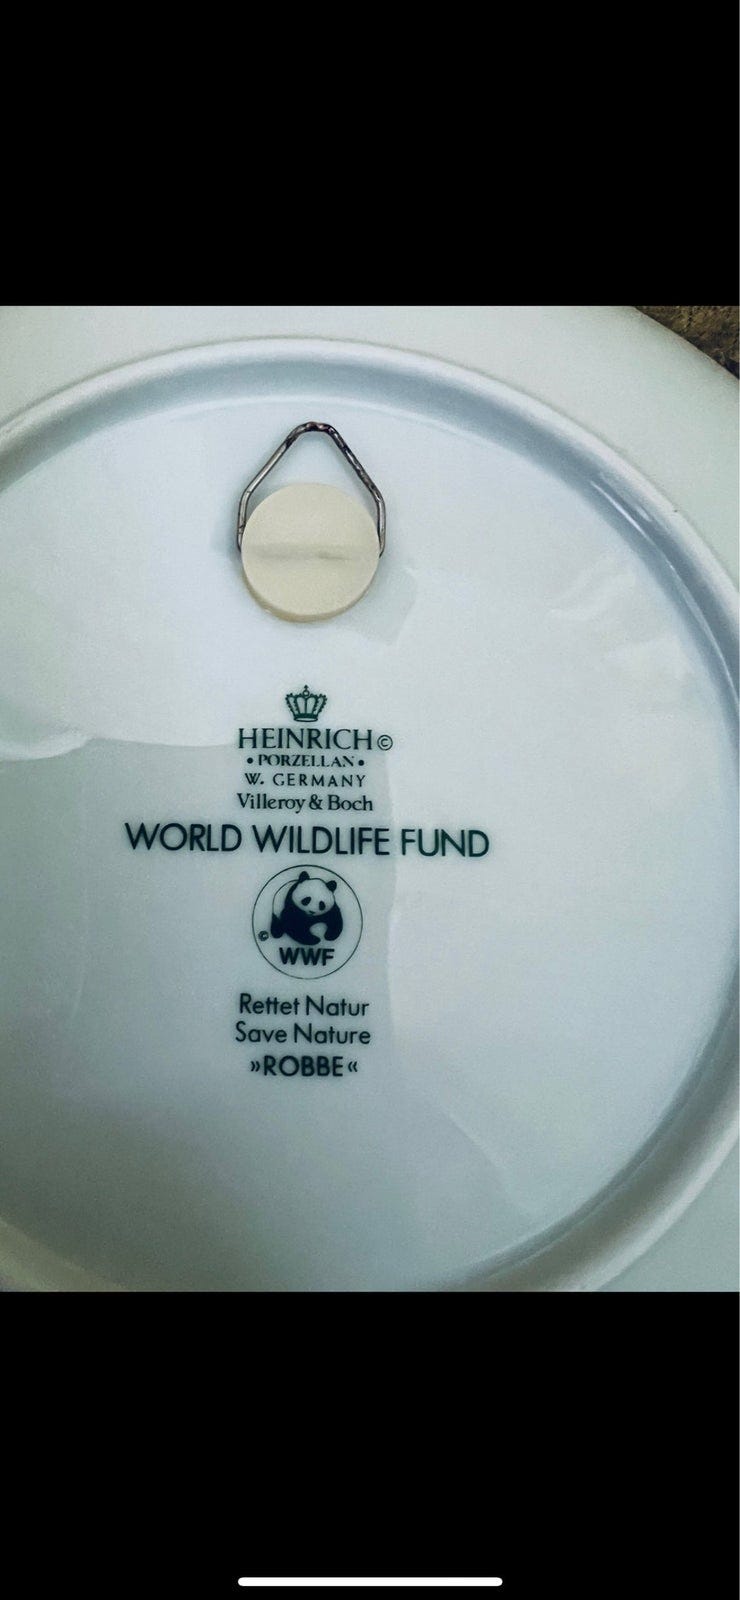 HEINRICH©
• PORZELLAN •
W. GERMANY
Villeroy & Boch
WORLD WILDLIFE FUND
© WWF
Rettet Natur
Save Nature
»ROBBE«